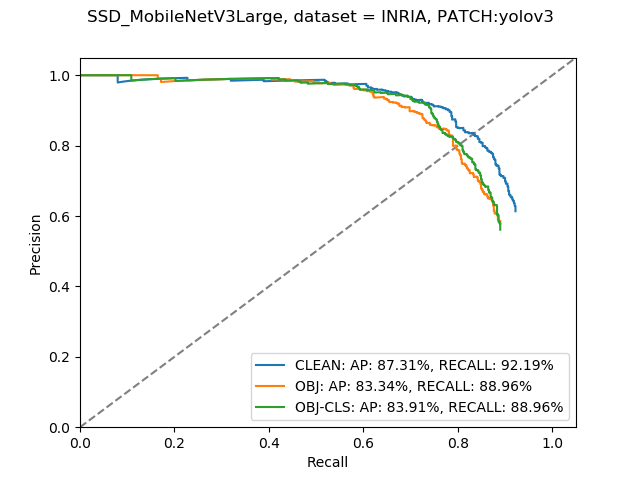 SSD_MobileNetV3Large, dataset = INRIA, PATCH:yolov3
1.0
0.8
0.6
0.4
0.2
0.0
Precision
CLEAN: AP: 87.31%, RECALL: 92.19%
OBJ: AP: 83.34%, RECALL: 88.96%
OBJ-CLS: AP: 83.91%, RECALL: 88.96%
0.0 0.2 0.4 0.6 0.8 1.0
Recall